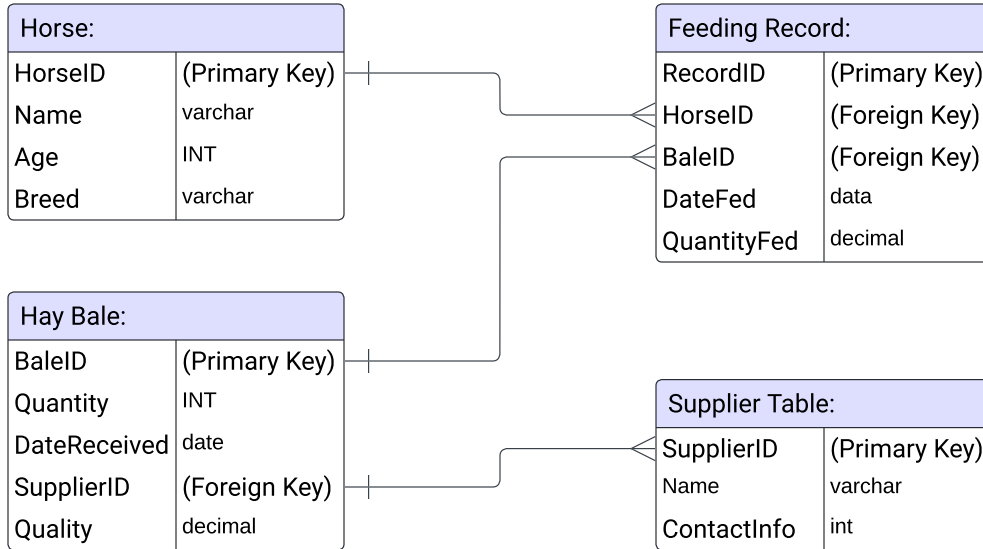 Horse:
HorseID (Primary Key)
Name varchar
Age INT
Breed varchar
Feeding Record:
RecordID (Primary Key)
HorseID (Foreign Key)
BaleID (Foreign Key)
DateFed data
QuantityFed decimal
Hay Bale:
BaleID (Primary Key)
Quantity INT
DateReceived date
SupplierID (Foreign Key)
Quality decimal
Supplier Table:
SupplierID (Primary Key)
Name varchar
ContactInfo int